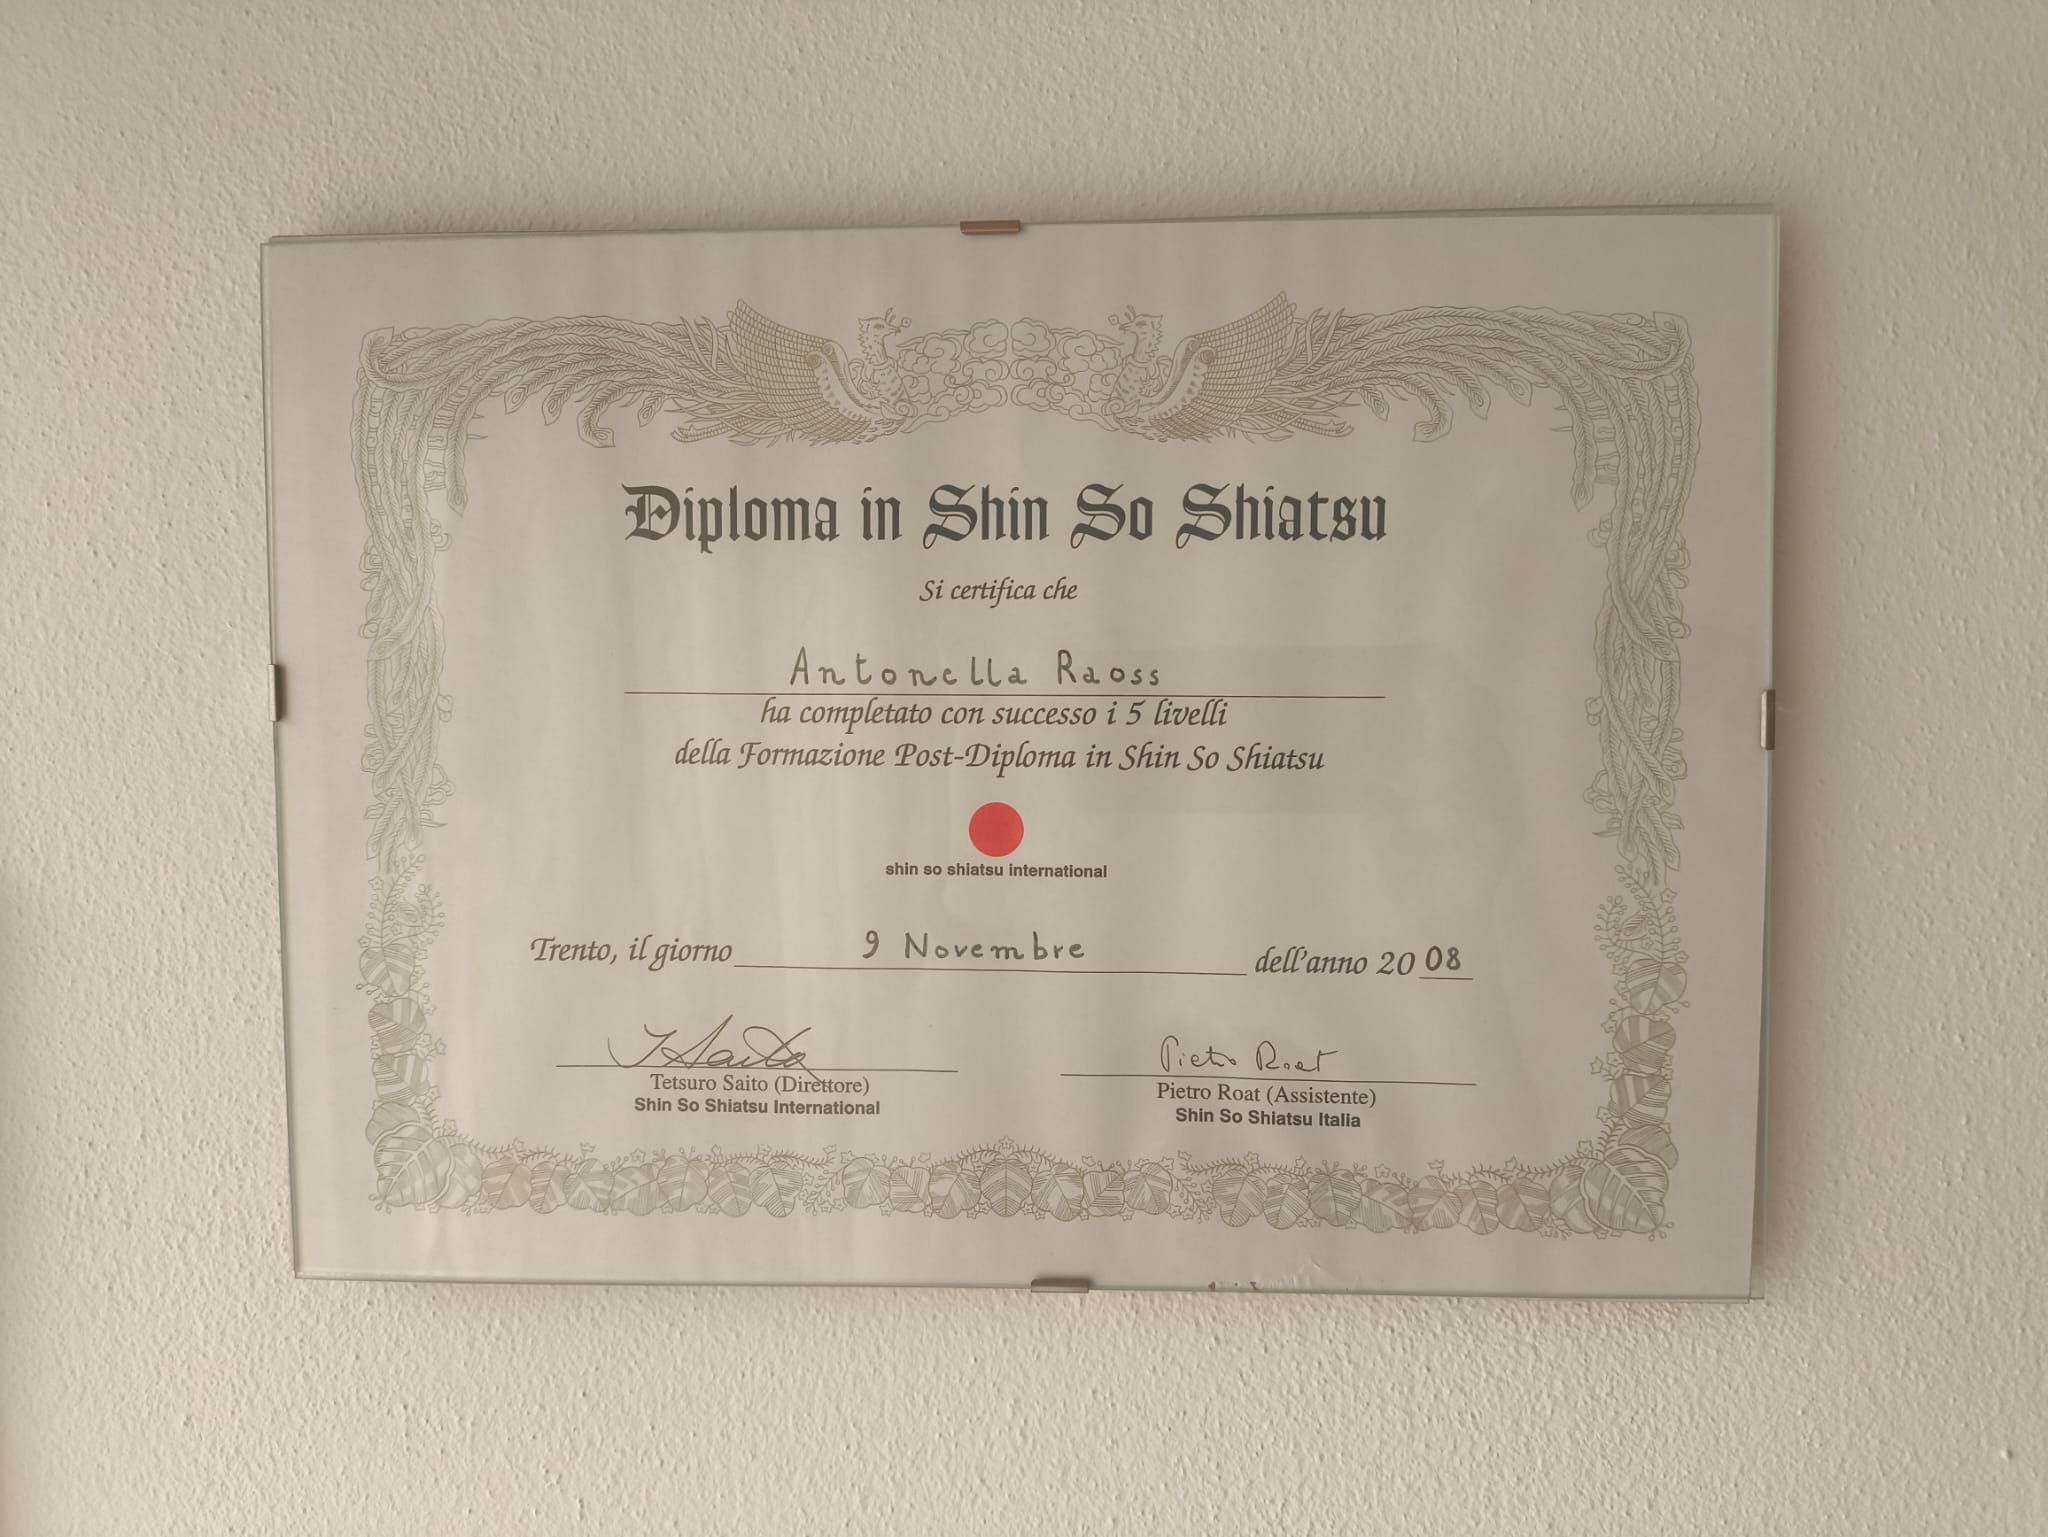 Diploma in Shin So Shiatsu
Si certifica che
Antonella Raoss
ha completato con successo i 5 livelli
della Formazione Post-Diploma in Shin So Shiatsu
shin so shiatsu international
Trento, il giorno 9 Novembre dell'anno 2008
T Saito Pietro Roat
Tetsuro Saito (Direttore) Pietro Roat (Assistente)
Shin So Shiatsu International Shin So Shiatsu Italia